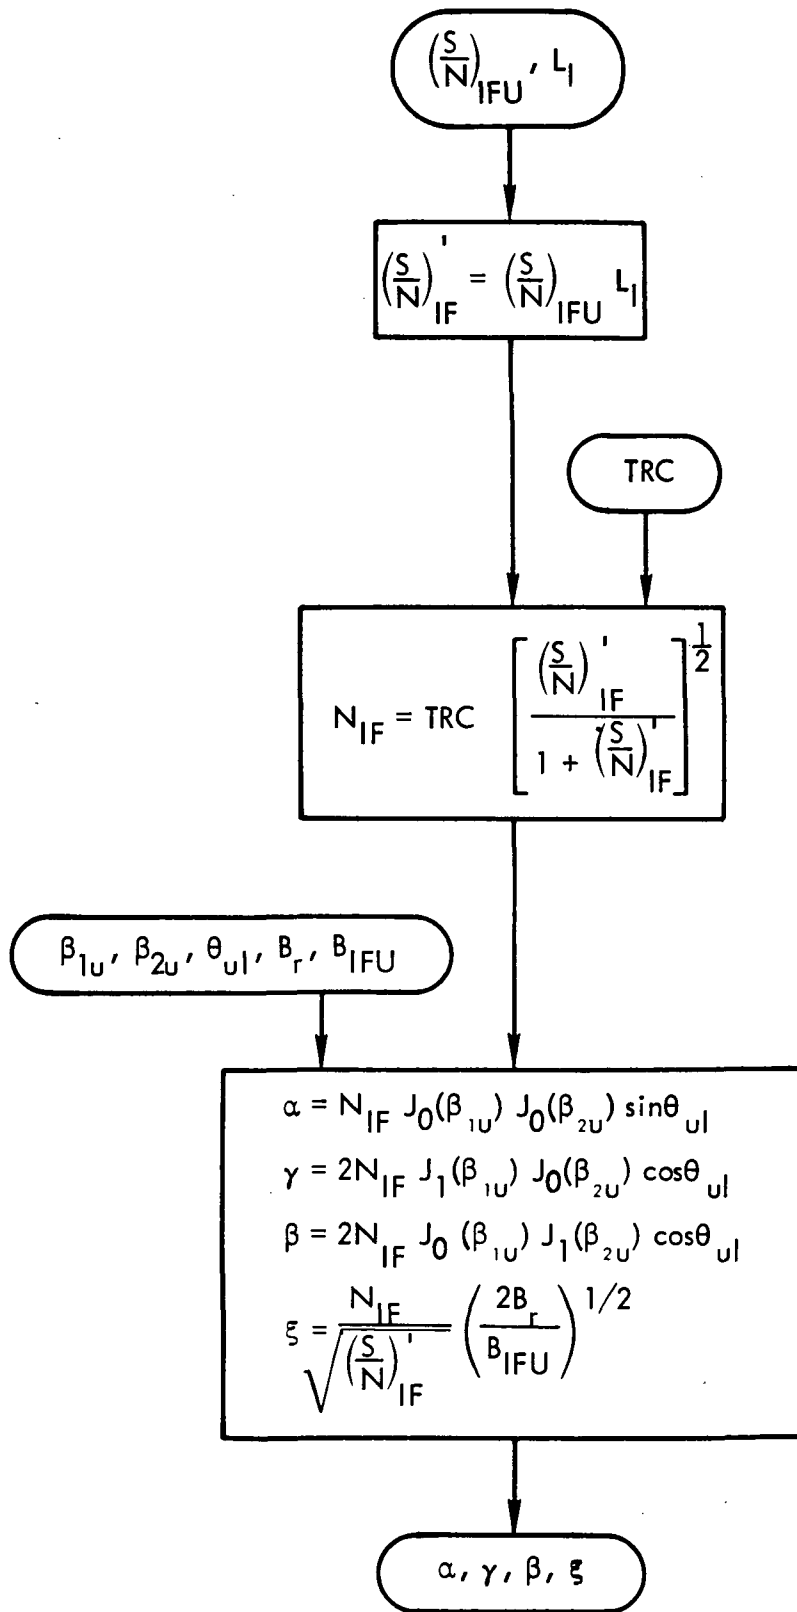 (S/N)_IFU, L_l
(S/N)'_IF = (S/N)_IFU L_l
TRC
N_IF = TRC [(S/N)'_IF / (1 + (S/N)'_IF)]^(1/2)
β_1u, β_2u, θ_ul, B_r, B_IFU
α = N_IF J_0(β_1u) J_0(β_2u) sinθ_ul
γ = 2N_IF J_1(β_1u) J_0(β_2u) cosθ_ul
β = 2N_IF J_0 (β_1u) J_1(β_2u) cosθ_ul
ξ = N_IF / √((S/N)'_IF) (2B_r / B_IFU)^1/2
α, γ, β, ξ